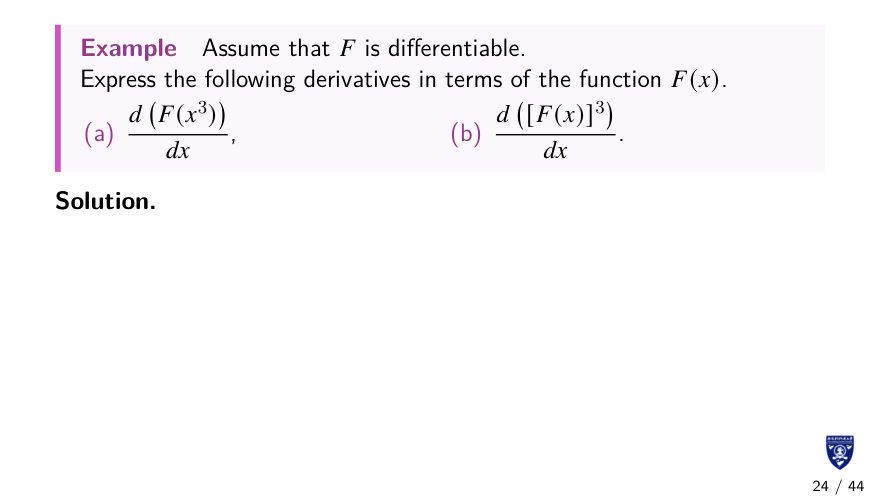 Example Assume that F is differentiable.
Express the following derivatives in terms of the function F(x).
(a) d (F(x³)) / dx, (b) d ([F(x)]³) / dx.
Solution.
24 / 44